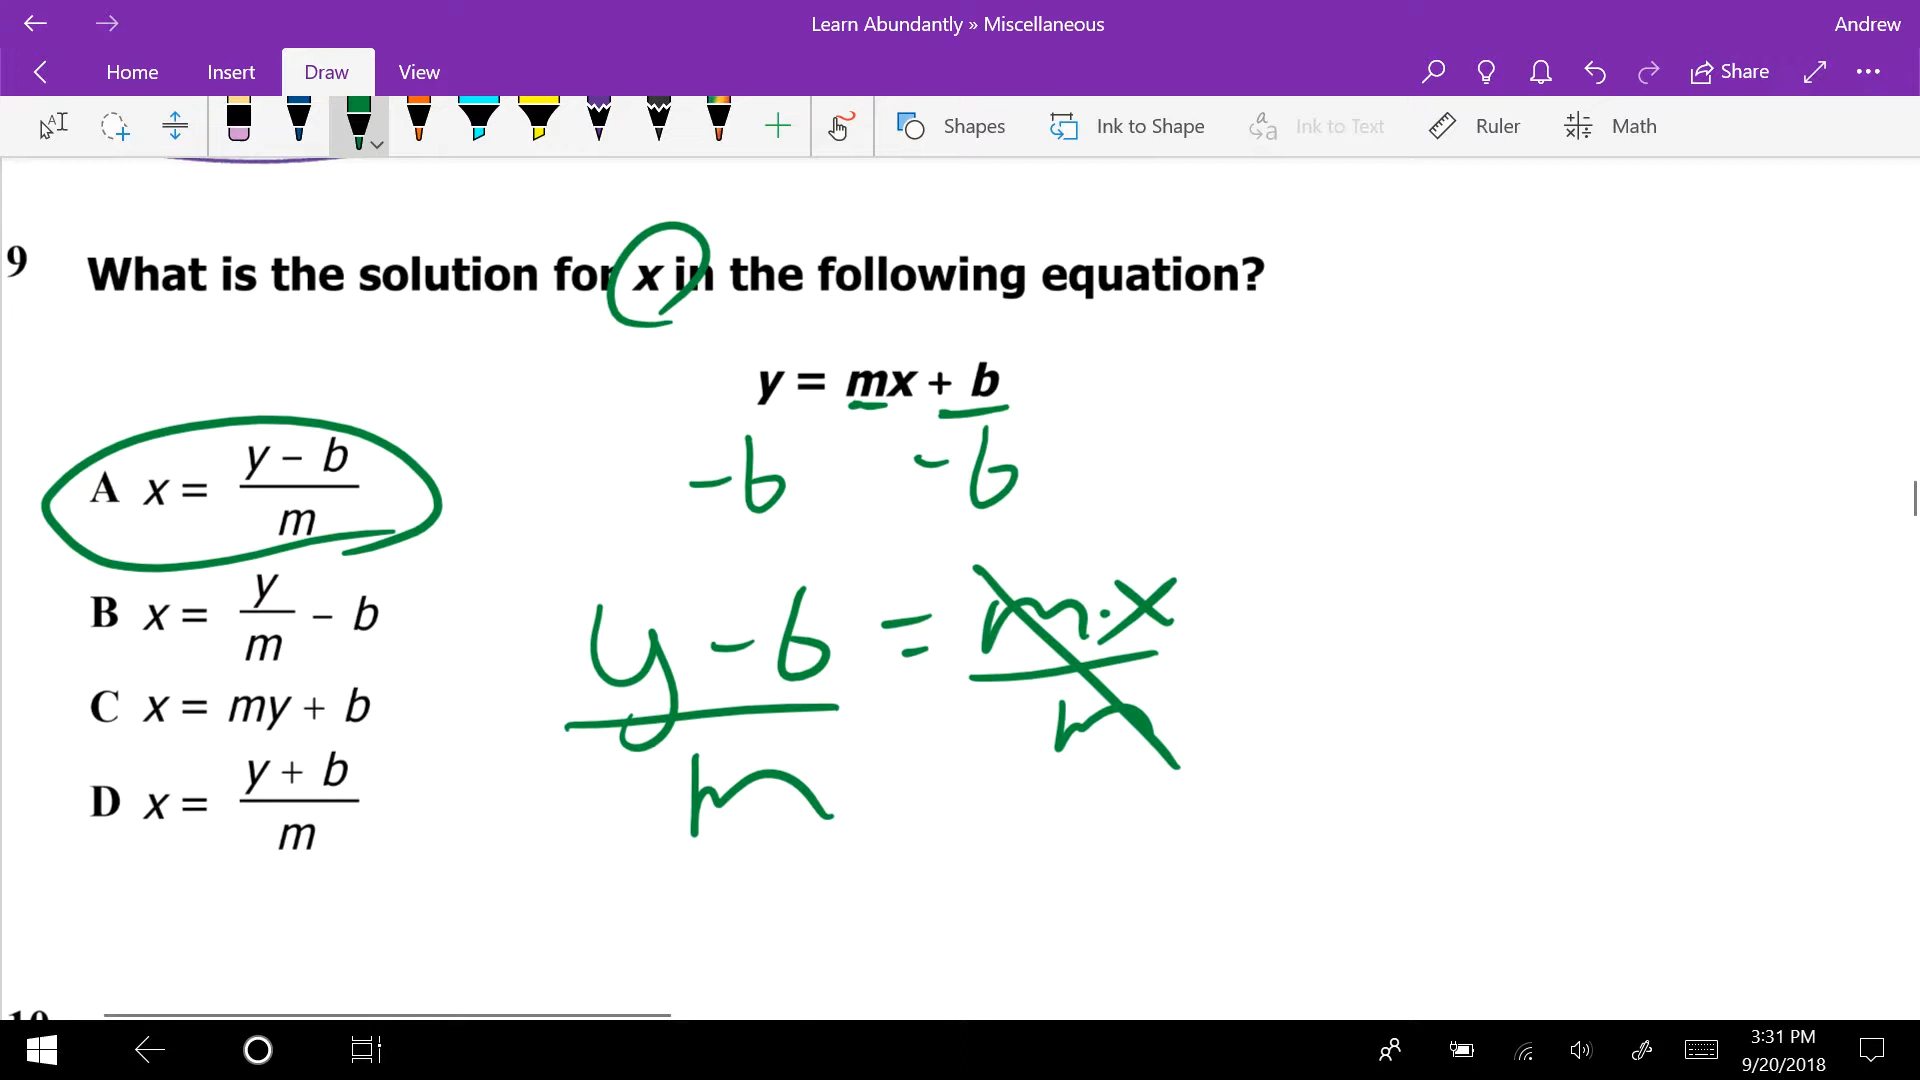 Learn Abundantly » Miscellaneous
Andrew
Home Insert Draw View
Share
Shapes Ink to Shape Ink to Text Ruler Math
9 What is the solution for x in the following equation?
y = mx + b
-b -b
A x = (y – b)/m
y - b = m·x
m m
B x = y/m – b
C x = my + b
D x = (y + b)/m
10
3:31 PM
9/20/2018